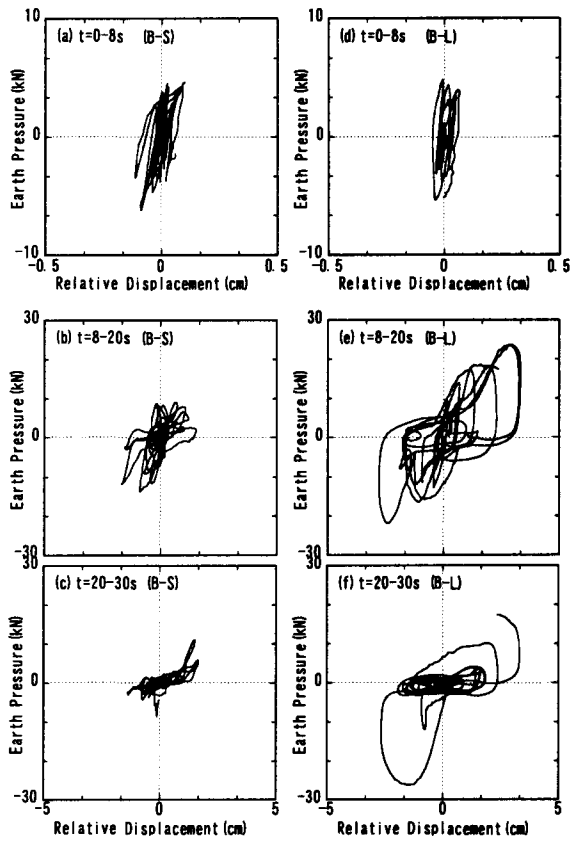 10
(a) t=0-8s (B-S)
Earth Pressure (kN)
0
-10
-0.5 0 0.5
Relative Displacement (cm)
(d) t=0-8s (B-L)
Earth Pressure (kN)
-0.5 0 0.5
Relative Displacement (cm)
30
(b) t=8-20s (B-S)
Earth Pressure (kN)
0
-30
(e) t=8-20s (B-L)
Earth Pressure (kN)
30
0
-30
30
(c) t=20-30s (B-S)
Earth Pressure (kN)
0
-30
-5 0 5
Relative Displacement (cm)
30
(f) t=20-30s (B-L)
Earth Pressure (kN)
0
-30
-5 0 5
Relative Displacement (cm)
10
0
-10